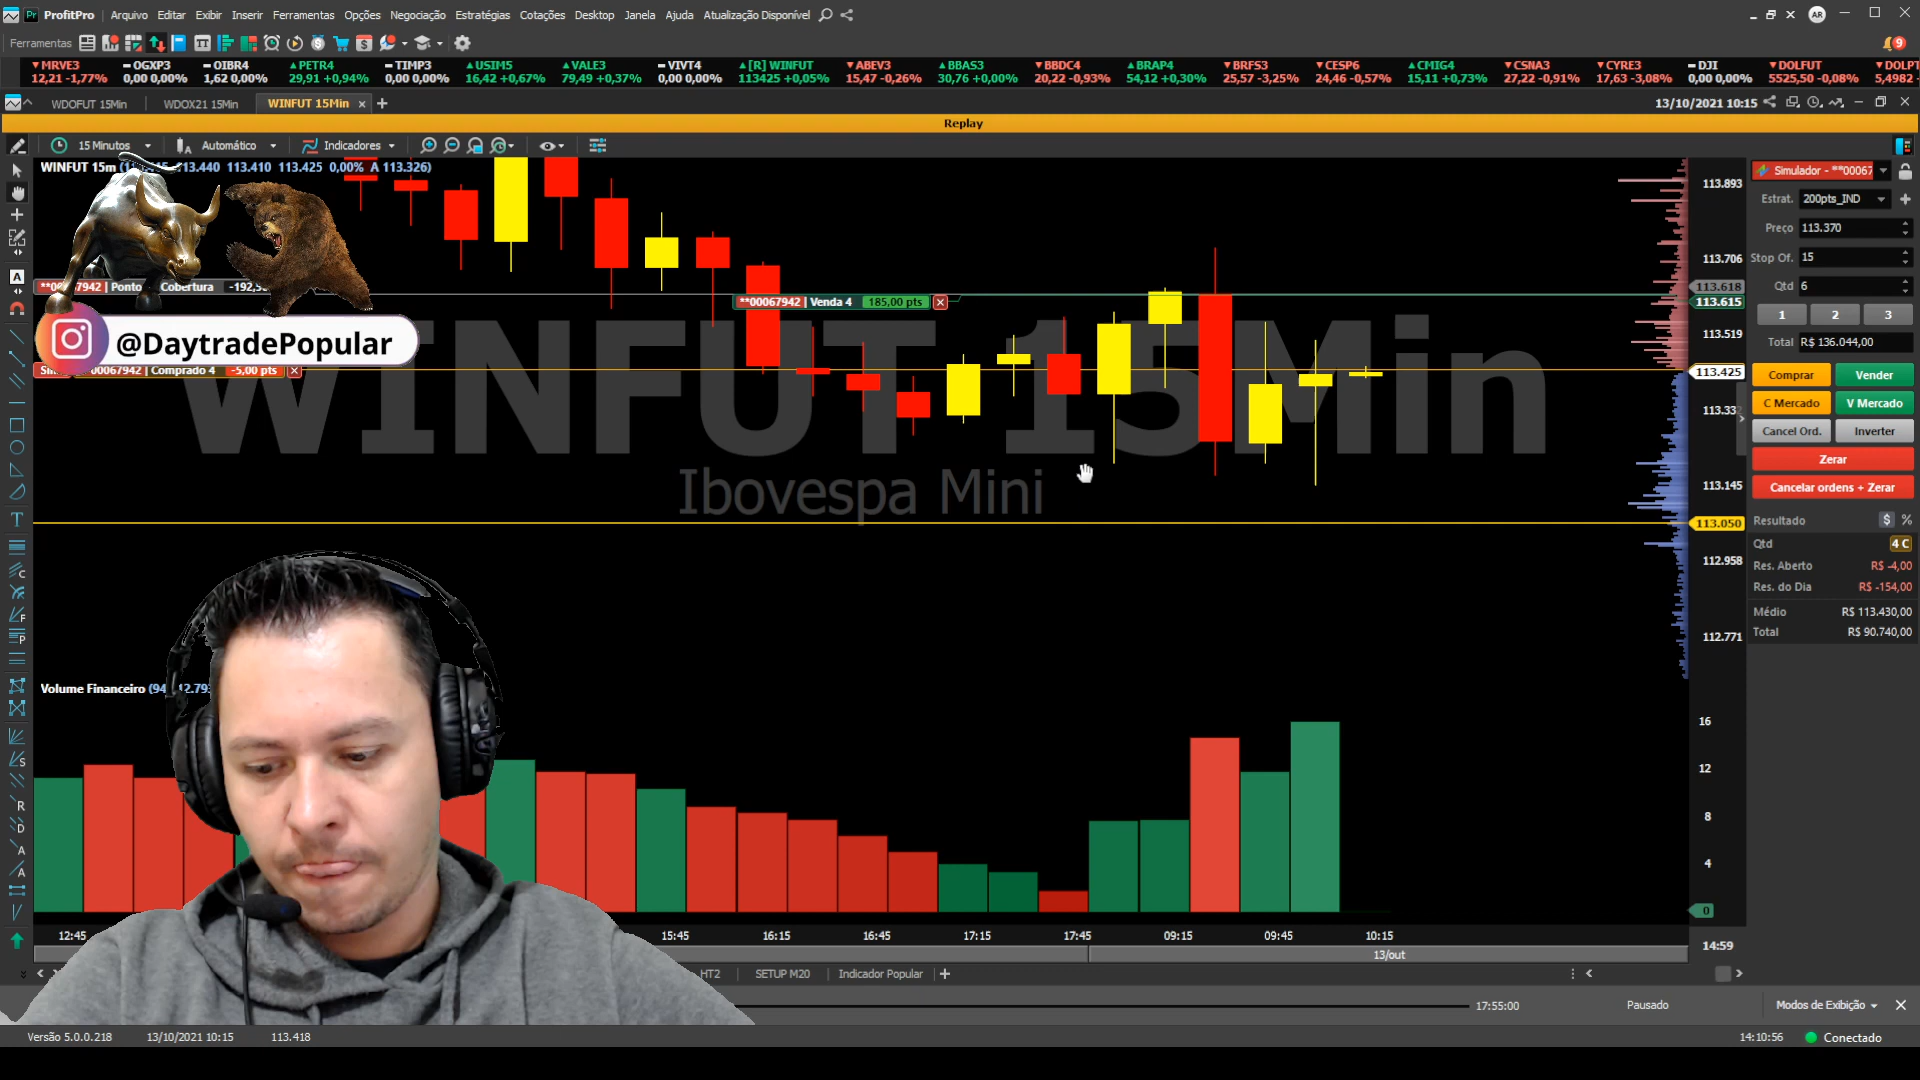 ProfitPro Arquivo Editar Exibir Inserir Ferramentas Opções Negociação Estratégias Cotações Desktop Janela Ajuda Atualização Disponível AR
Ferramentas 9
MRVE3 OGXP3 OIBR4 PETR4 TIMP3 USIM5 VALE3 VIVT4 [R] WINFUT ABEV3 BBAS3 BBDC4 BRAP4 BRFS3 CESP6 CMIG4 CSNA3 CYRE3 DJI DOLFUT DOLPT
12,21 -1,77% 0,00 0,00% 1,62 0,00% 29,91 +0,94% 0,00 0,00% 16,42 +0,67% 79,49 +0,37% 0,00 0,00% 113425 +0,05% 15,47 -0,26% 30,76 +0,00% 20,22 -0,93% 54,12 +0,30% 25,57 -3,25% 24,46 -0,57% 15,11 +0,73% 27,22 -0,91% 17,63 -3,08% 0,00 0,00% 5525,50 -0,08% 5,4982
WDOFUT 15Min WDOX21 15Min WINFUT 15Min 13/10/2021 10:15
Replay
15 Minutos Automático Indicadores
WINFUT 15m 113.410 113.425 0,00% A 113.326)
113.893
113.706
113.618
113.615
113.519
113.425
113.145
113.050
112.958
112.771
Ponto Cobertura
**00067942 | Venda 4 185,00 pts
@DaytradePopular
Comprado 4 -5,00 pts
WINFUT 15Min
Ibovespa Mini
Simulador - **00067
Estrat. 200pts_IND
Preço 113.370
Stop Of. 15
Qtd 6
1 2 3
Total R$ 136.044,00
Comprar Vender
C Mercado V Mercado
Cancel Ord. Inverter
Zerar
Cancelar ordens + Zerar
Resultado $ %
Qtd 4 C
Res. Aberto R$ -4,00
Res. do Dia R$ -154,00
Médio R$ 113.430,00
Total R$ 90.740,00
Volume Financeiro
16
12
8
4
0
12:45 15:45 16:15 16:45 17:15 17:45 09:15 09:45 10:15 14:59
13/out
HT2 SETUP M20 Indicador Popular
17:55:00 Pausado Modos de Exibição
Versão 5.0.0.218 13/10/2021 10:15 113.418 14:10:56 Conectado